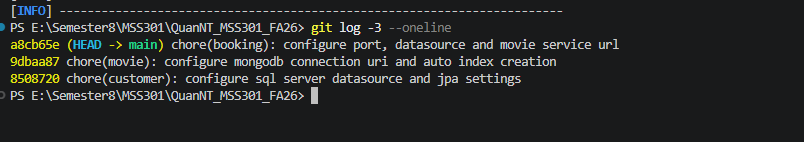 [INFO] ------------------------------------------------------------------------
PS E:\Semester8\MSS301\QuanNT_MSS301_FA26> git log -3 --oneline
a8cb65e (HEAD -> main) chore(booking): configure port, datasource and movie service url
9dbaa87 chore(movie): configure mongodb connection uri and auto index creation
8508720 chore(customer): configure sql server datasource and jpa settings
PS E:\Semester8\MSS301\QuanNT_MSS301_FA26>